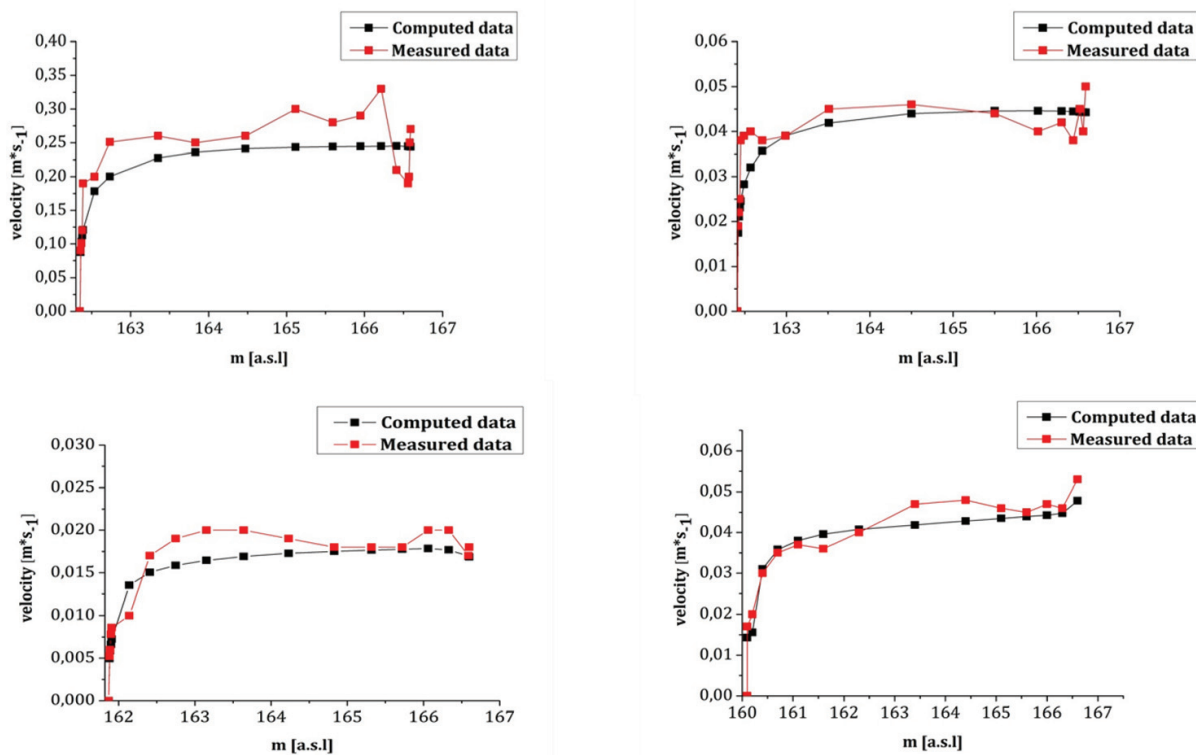 Computed data
Measured data
0,40
0,35
0,30
0,25
0,20
0,15
0,10
0,05
0,00
velocity [m*s-1]
163 164 165 166 167
m [a.s.l]
Computed data
Measured data
0,06
0,05
0,04
0,03
0,02
0,01
0,00
velocity [m*s-1]
163 164 165 166 167
m [a.s.l]
Computed data
Measured data
0,030
0,025
0,020
0,015
0,010
0,005
0,000
velocity [m*s-1]
162 163 164 165 166 167
m [a.s.l]
Computed data
Measured data
0,06
0,05
0,04
0,03
0,02
0,01
0,00
velocity [m*s-1]
160 161 162 163 164 165 166 167
m [a.s.l]